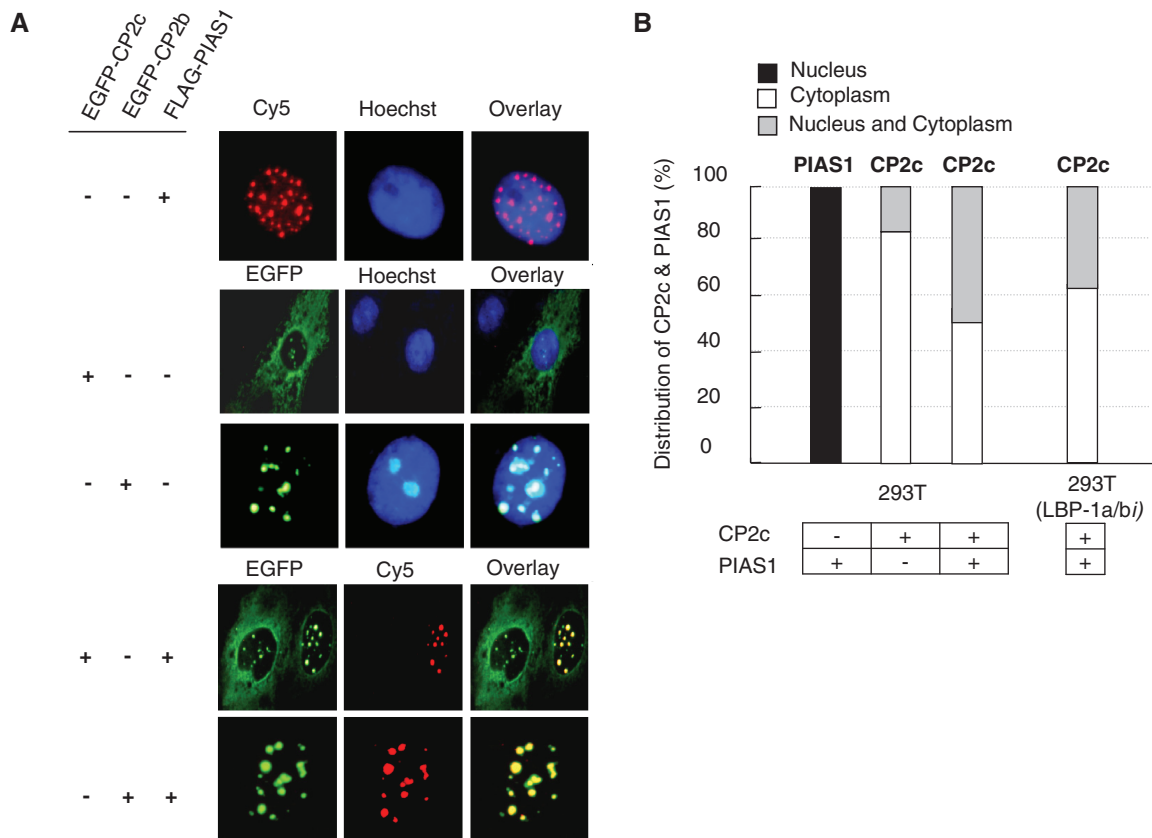 A
EGFP-CP2c
EGFP-CP2b
FLAG-PIAS1
Cy5 Hoechst Overlay
- - +
EGFP Hoechst Overlay
+ - -
- + -
EGFP Cy5 Overlay
+ - +
- + +
B
Nucleus
Cytoplasm
Nucleus and Cytoplasm
PIAS1 CP2c CP2c CP2c
Distribution of CP2c & PIAS1 (%)
100
80
60
40
20
0
293T 293T
(LBP-1a/bi)
CP2c - + + +
PIAS1 + - + +